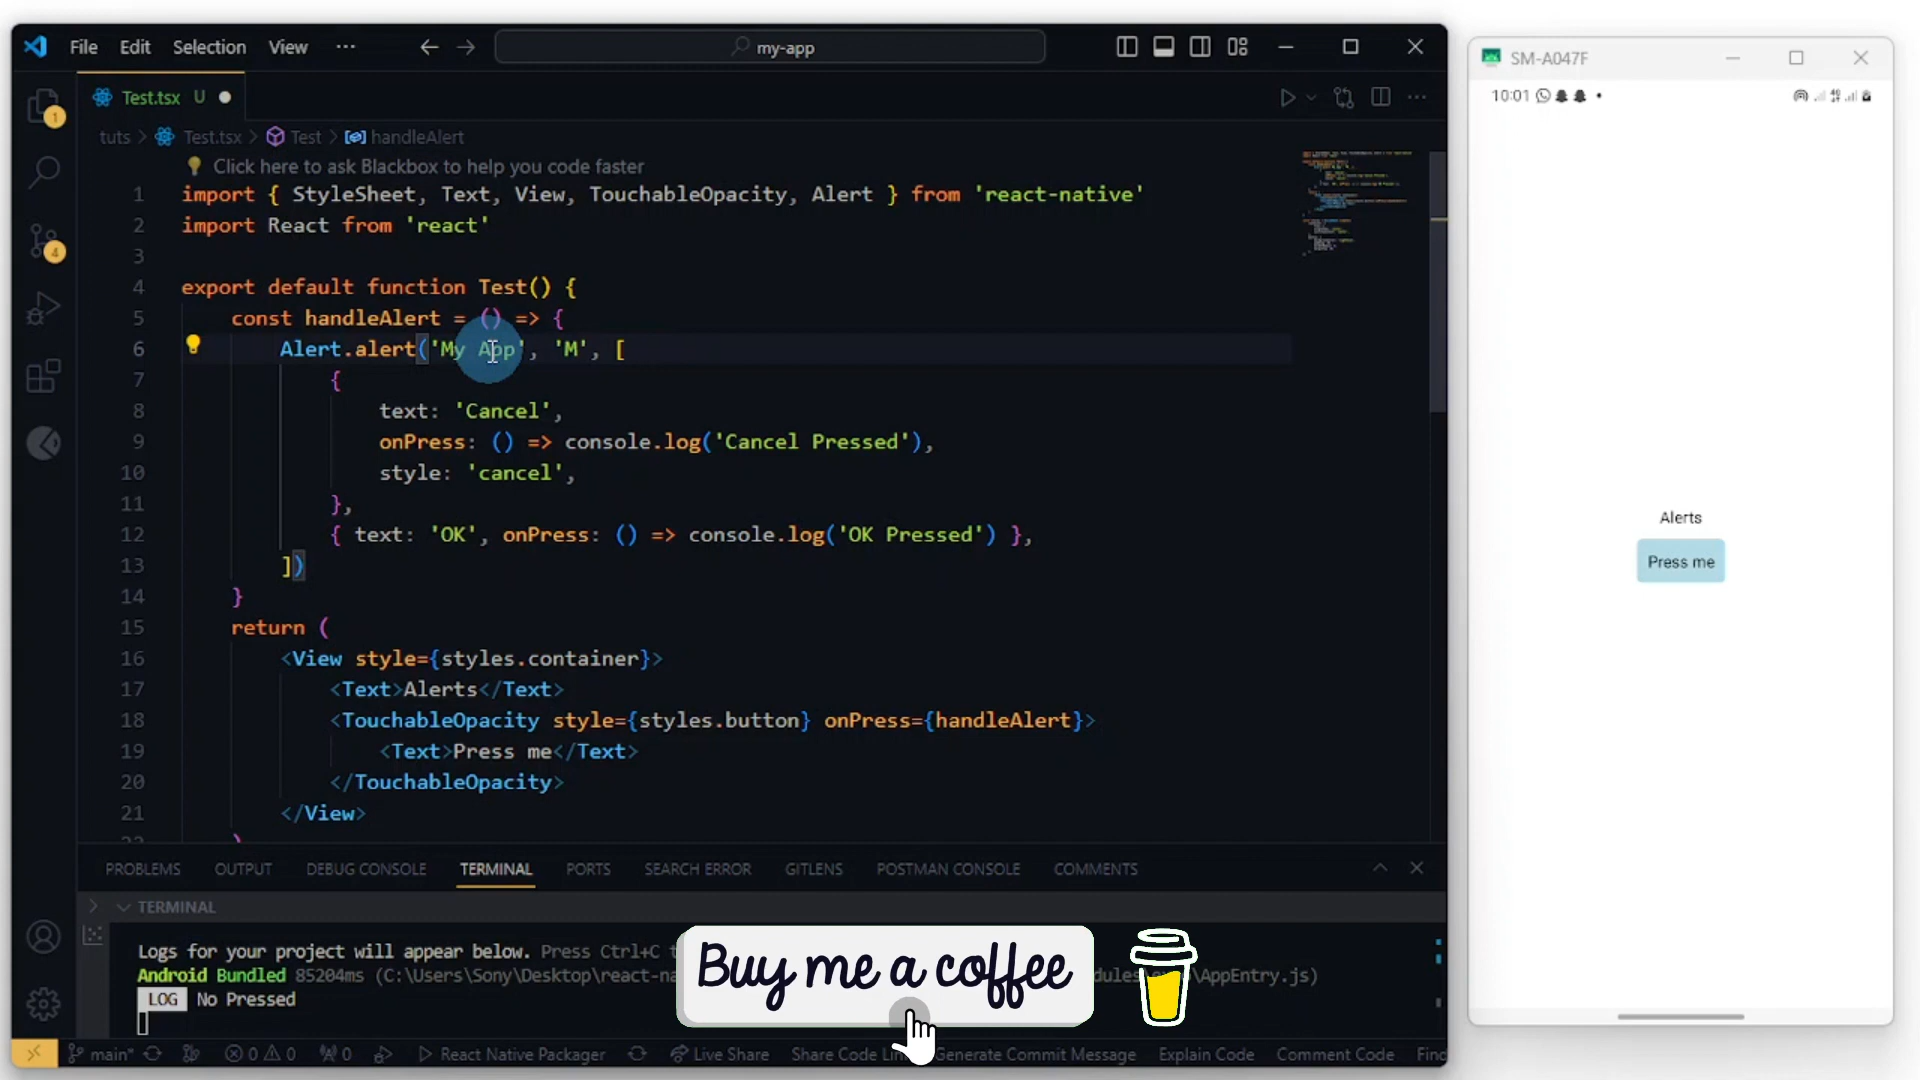 File Edit Selection View ··· my-app
Test.tsx U
tuts > Test.tsx > Test > handleAlert
Click here to ask Blackbox to help you code faster
1 import { StyleSheet, Text, View, TouchableOpacity, Alert } from 'react-native'
2 import React from 'react'
3
4 export default function Test() {
5 const handleAlert = () => {
6 Alert.alert('My App', 'M', [
7 {
8 text: 'Cancel',
9 onPress: () => console.log('Cancel Pressed'),
10 style: 'cancel',
11 },
12 { text: 'OK', onPress: () => console.log('OK Pressed') },
13 ])
14 }
15 return (
16 <View style={styles.container}>
17 <Text>Alerts</Text>
18 <TouchableOpacity style={styles.button} onPress={handleAlert}>
19 <Text>Press me</Text>
20 </TouchableOpacity>
21 </View>
22 )
1
4
PROBLEMS OUTPUT DEBUG CONSOLE TERMINAL PORTS SEARCH ERROR GITLENS POSTMAN CONSOLE COMMENTS
TERMINAL
Logs for your project will appear below. Press Ctrl+C
Android Bundled 85204ms (C:\Users\Sony\Desktop\react-na AppEntry.js)
LOG No Pressed
Buy me a coffee
main* 0 0 0 React Native Packager Live Share Share Code Generate Commit Message Explain Code Comment Code
SM-A047F
10:01
Alerts
Press me